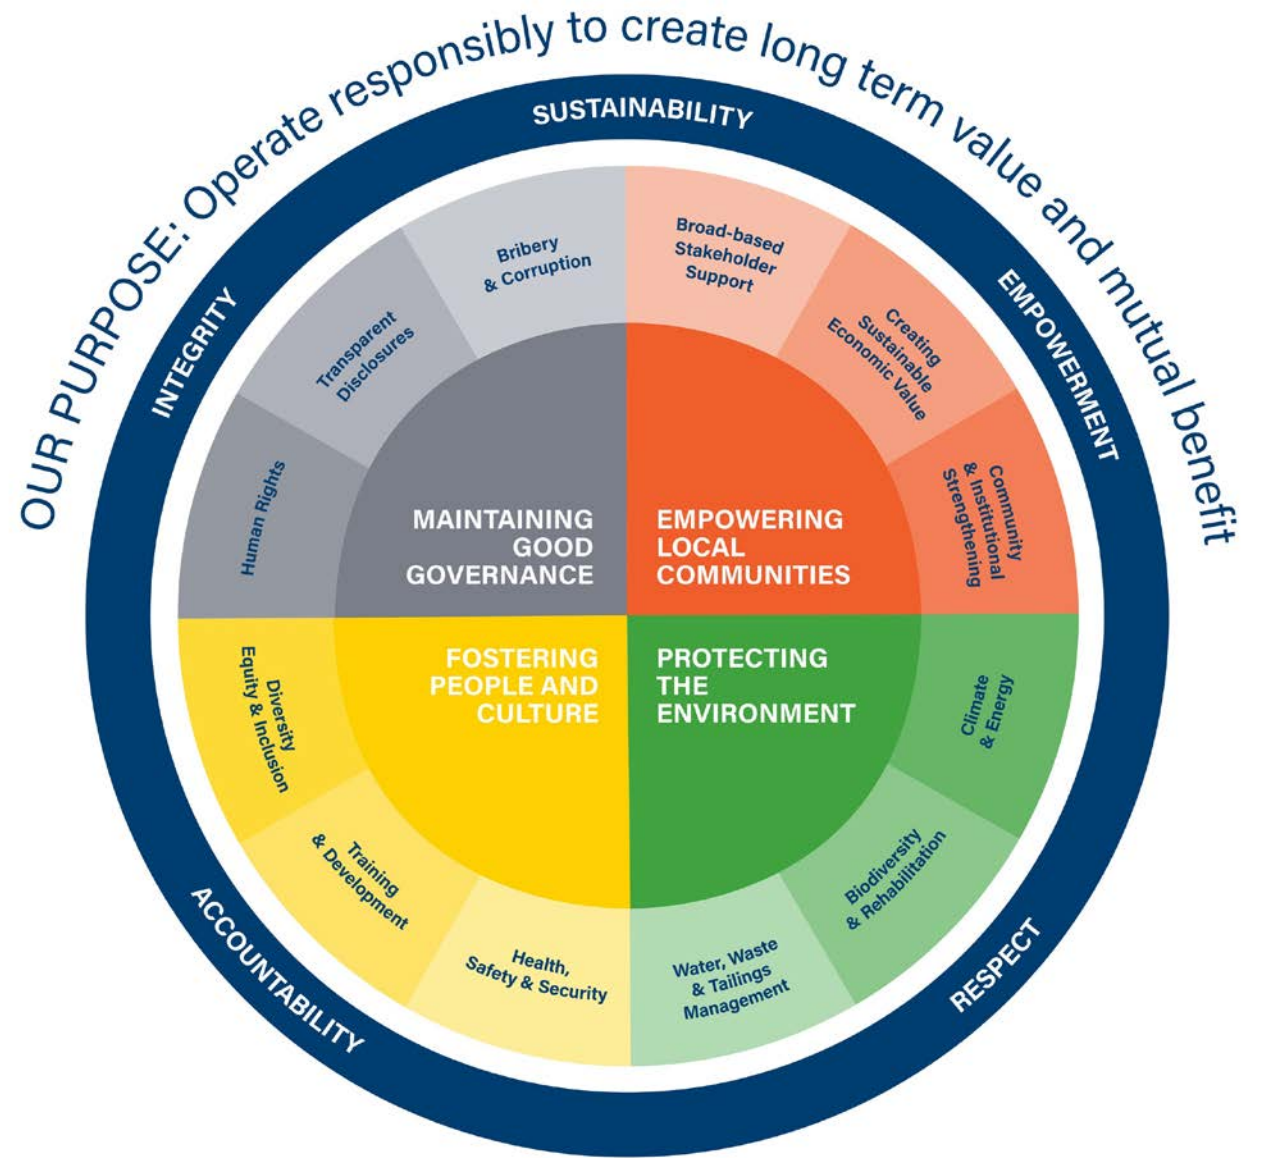 OUR PURPOSE: Operate responsibly to create long term value and mutual benefit
SUSTAINABILITY
EMPOWERMENT
RESPECT
ACCOUNTABILITY
INTEGRITY
Bribery
& Corruption
Transparent
Disclosures
Human Rights
Broad-based
Stakeholder
Support
Creating
Sustainable
Economic Value
Community
& Institutional
Strengthening
MAINTAINING
GOOD
GOVERNANCE
EMPOWERING
LOCAL
COMMUNITIES
FOSTERING
PEOPLE AND
CULTURE
PROTECTING
THE
ENVIRONMENT
Diversity
Equity & Inclusion
Training
& Development
Health,
Safety & Security
Climate
& Energy
Biodiversity
& Rehabilitation
Water, Waste
& Tailings
Management